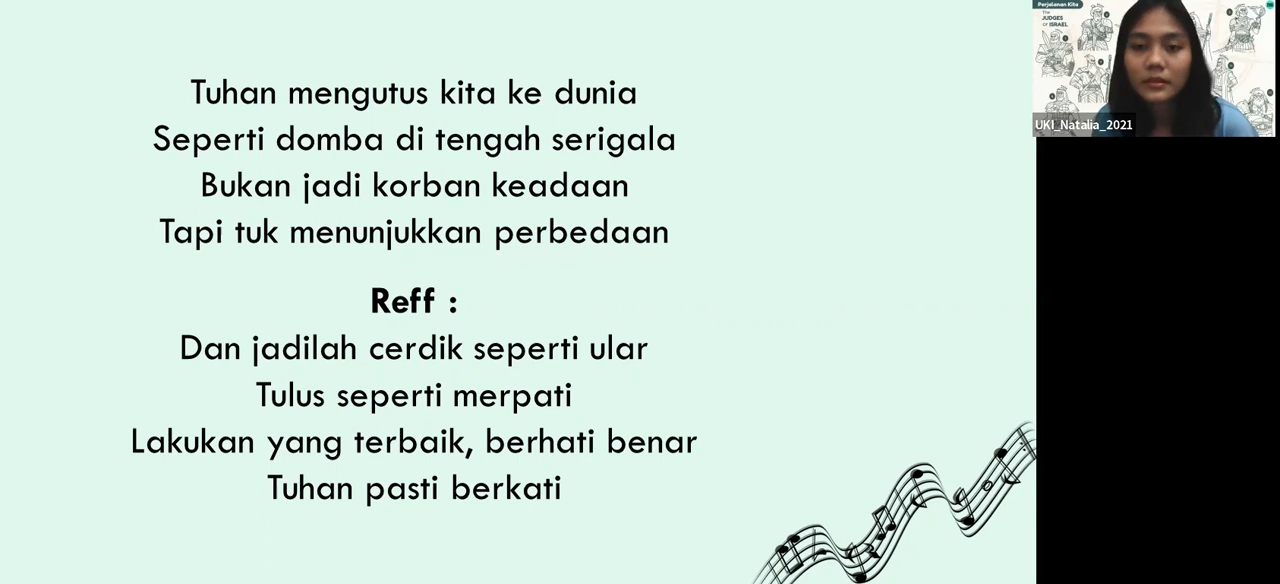 Tuhan mengutus kita ke dunia
Seperti domba di tengah serigala
Bukan jadi korban keadaan
Tapi tuk menunjukkan perbedaan
Reff :
Dan jadilah cerdik seperti ular
Tulus seperti merpati
Lakukan yang terbaik, berhati benar
Tuhan pasti berkati
Perjalanan Kita
The
JUDGES
OF ISRAEL
UKI_Natalia_2021